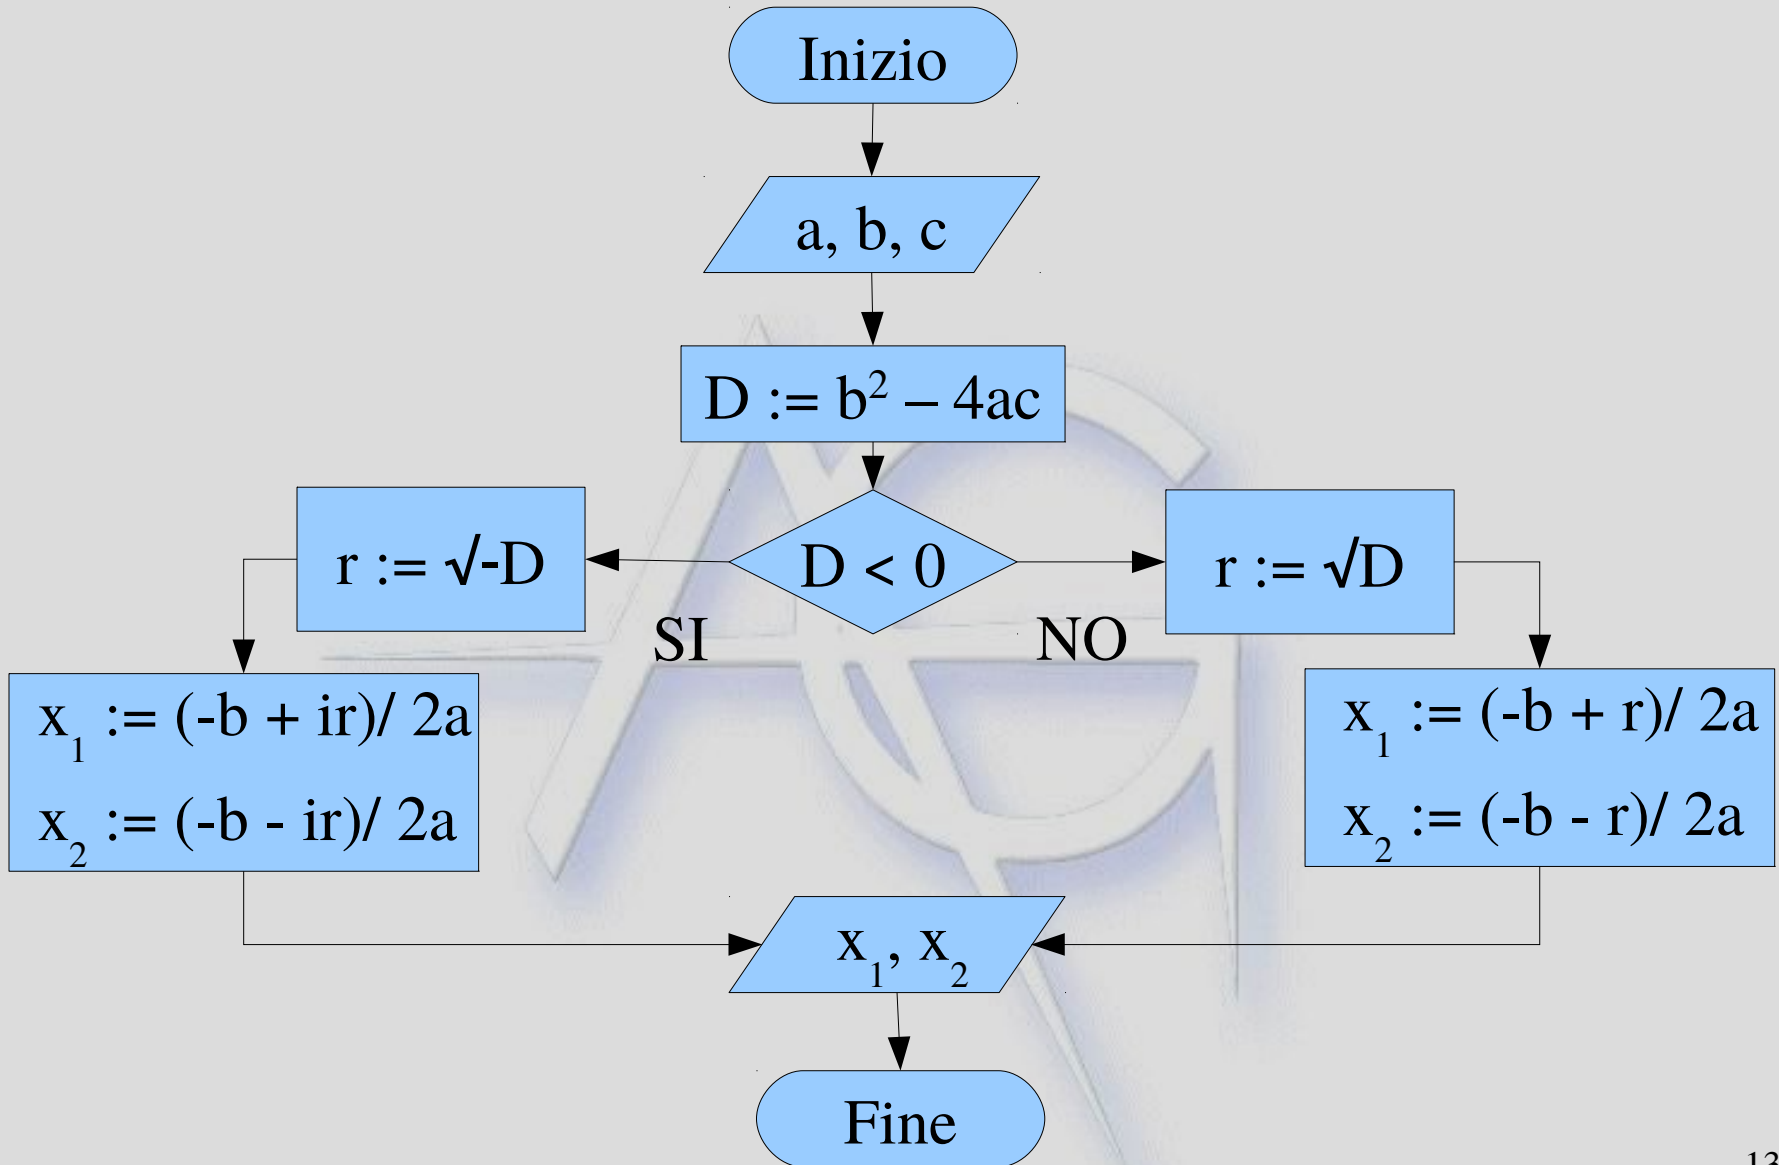 Inizio
a, b, c
D := b² – 4ac
D < 0
SI
NO
r := √-D
r := √D
x₁ := (-b + ir)/ 2a
x₂ := (-b - ir)/ 2a
x₁ := (-b + r)/ 2a
x₂ := (-b - r)/ 2a
x₁, x₂
Fine
13